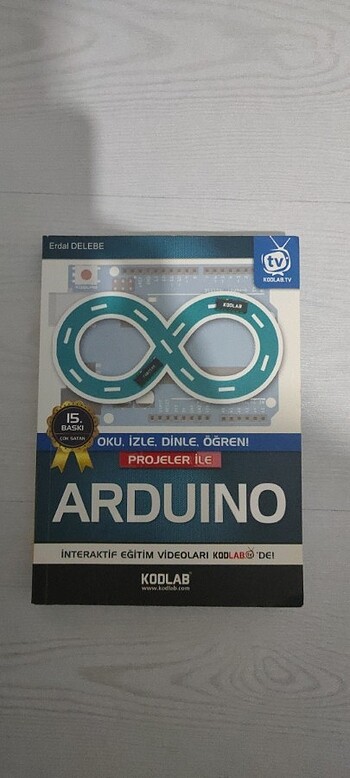 Erdal DELEBE
tv
KODLAB.TV
KODLAB
15.
BASKI
ÇOK SATAN
OKU, İZLE, DİNLE, ÖĞREN!
PROJELER İLE
ARDUINO
İNTERAKTİF EĞİTİM VİDEOLARI KODLAB 'DE!
KODLAB
www.kodlab.com